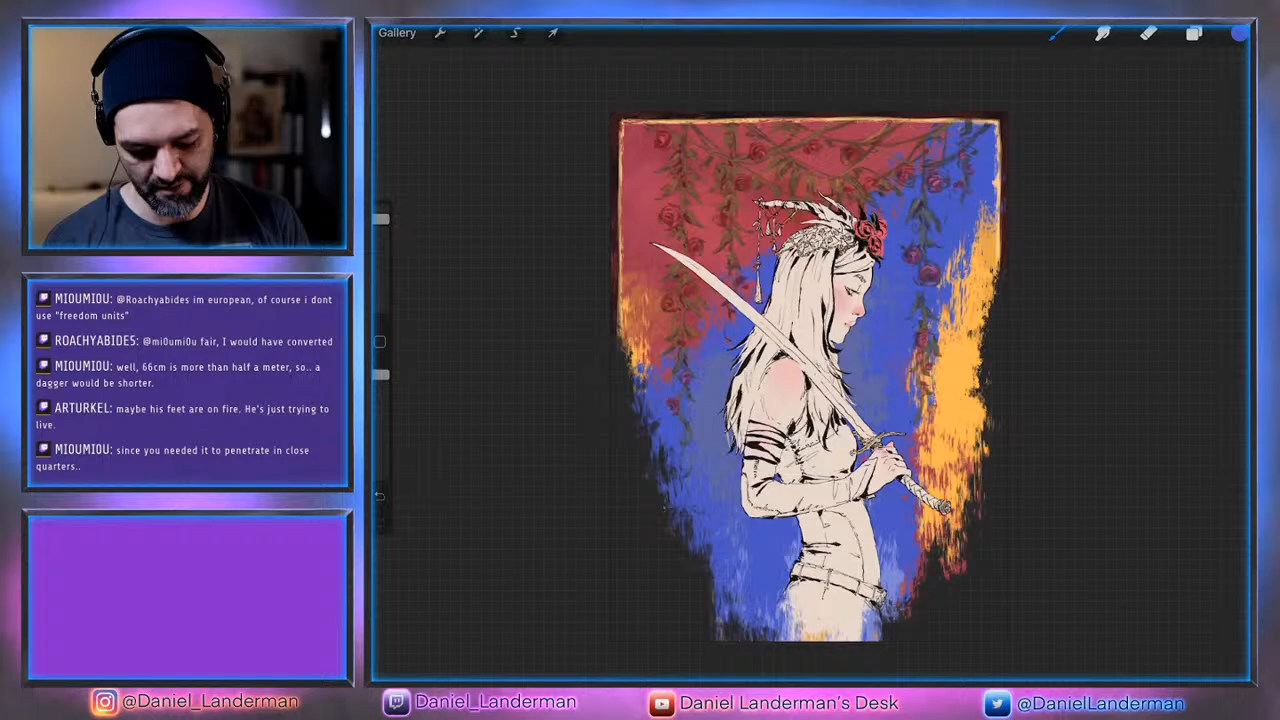 Gallery
MIOUMIOU: @Roachyabides im european, of course i dont
use "freedom units"
ROACHYABIDES: @mi0umi0u fair, I would have converted
MIOUMIOU: well, 66cm is more than half a meter, so.. a
dagger would be shorter.
ARTURKEL: maybe his feet are on fire. He's just trying to
live.
MIOUMIOU: since you needed it to penetrate in close
quarters..
@Daniel_Landerman
Daniel_Landerman
Daniel Landerman's Desk
@DanielLanderman